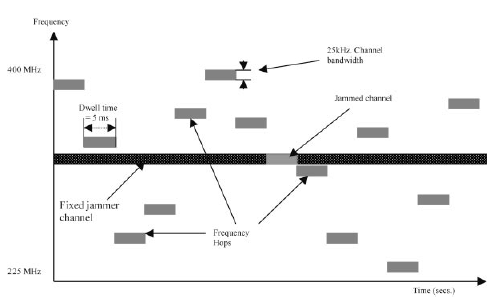 Frequency
25kHz. Channel
bandwidth
400 MHz
Jammed channel
Dwell time
= 5 ms
Fixed jammer
channel
Frequency
Hops
225 MHz
Time (secs.)